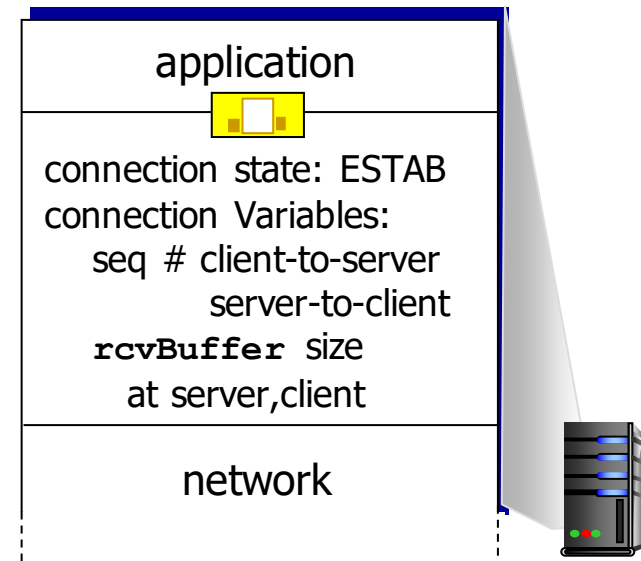 application
connection state: ESTAB
connection Variables:
seq # client-to-server
server-to-client
rcvBuffer size
at server,client
network